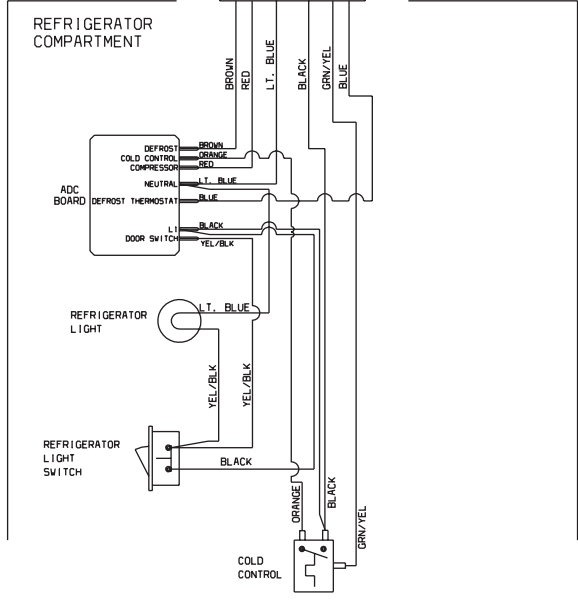 REFRIGERATOR
COMPARTMENT
BROWN
RED
LT. BLUE
BLACK
GRN/YEL
BLUE
ADC
BOARD
DEFROST
COLD CONTROL
COMPRESSOR
NEUTRAL
DEFROST THERMOSTAT
L1
DOOR SWITCH
BROWN
ORANGE
RED
LT. BLUE
BLUE
BLACK
YEL/BLK
REFRIGERATOR
LIGHT
LT. BLUE
YEL/BLK
YEL/BLK
REFRIGERATOR
LIGHT
SWITCH
BLACK
ORANGE
BLACK
GRN/YEL
COLD
CONTROL